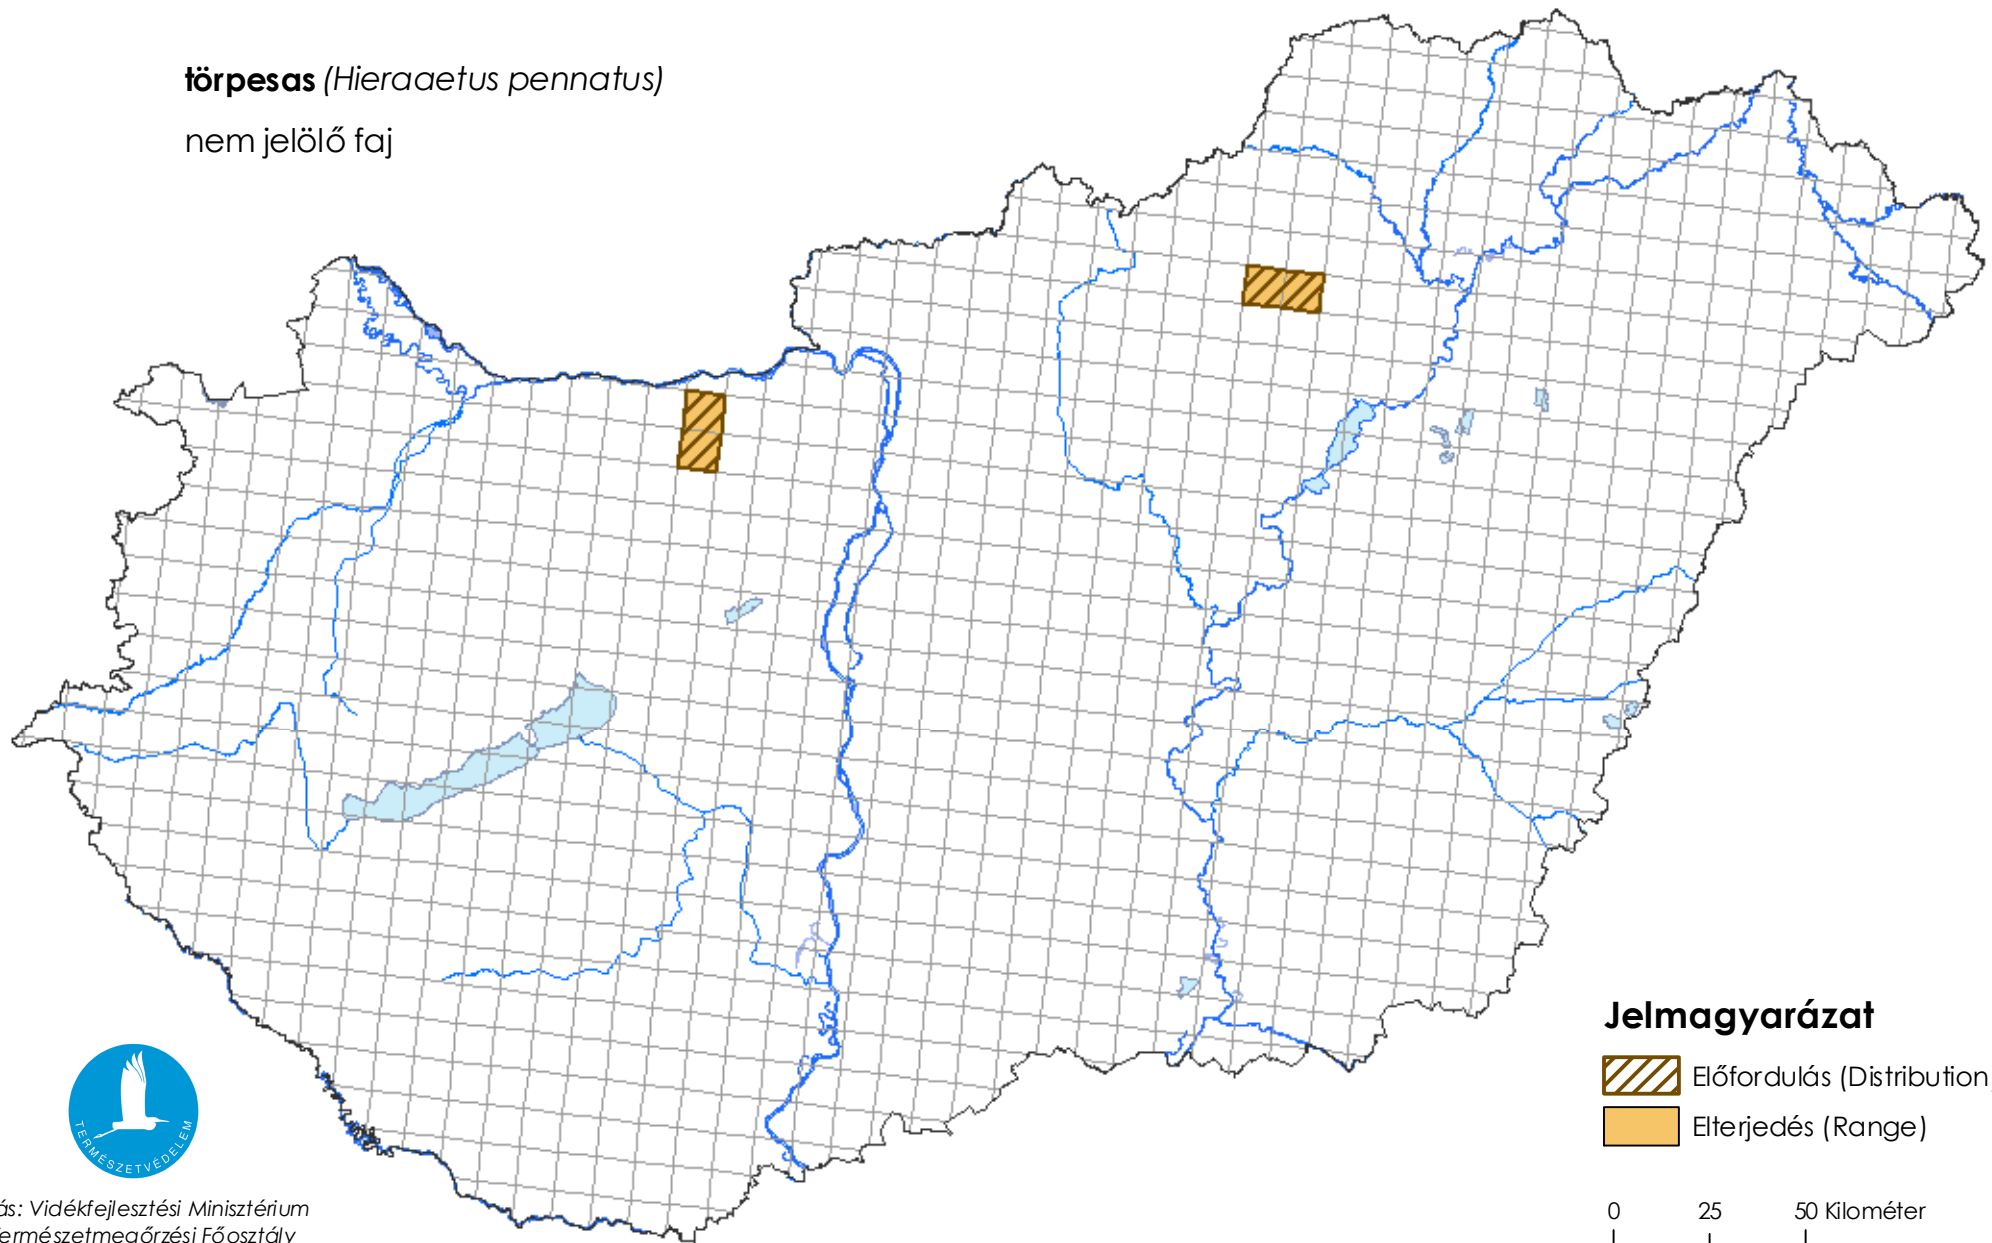 törpesas (Hieraaetus pennatus)
nem jelölő faj
Jelmagyarázat
Előfordulás (Distribution
Elterjedés (Range)
0 25 50 Kilométer
TERMÉSZETVÉDELEM
ás: Vidékfejlesztési Minisztérium
Természetmegőrzési Főosztály